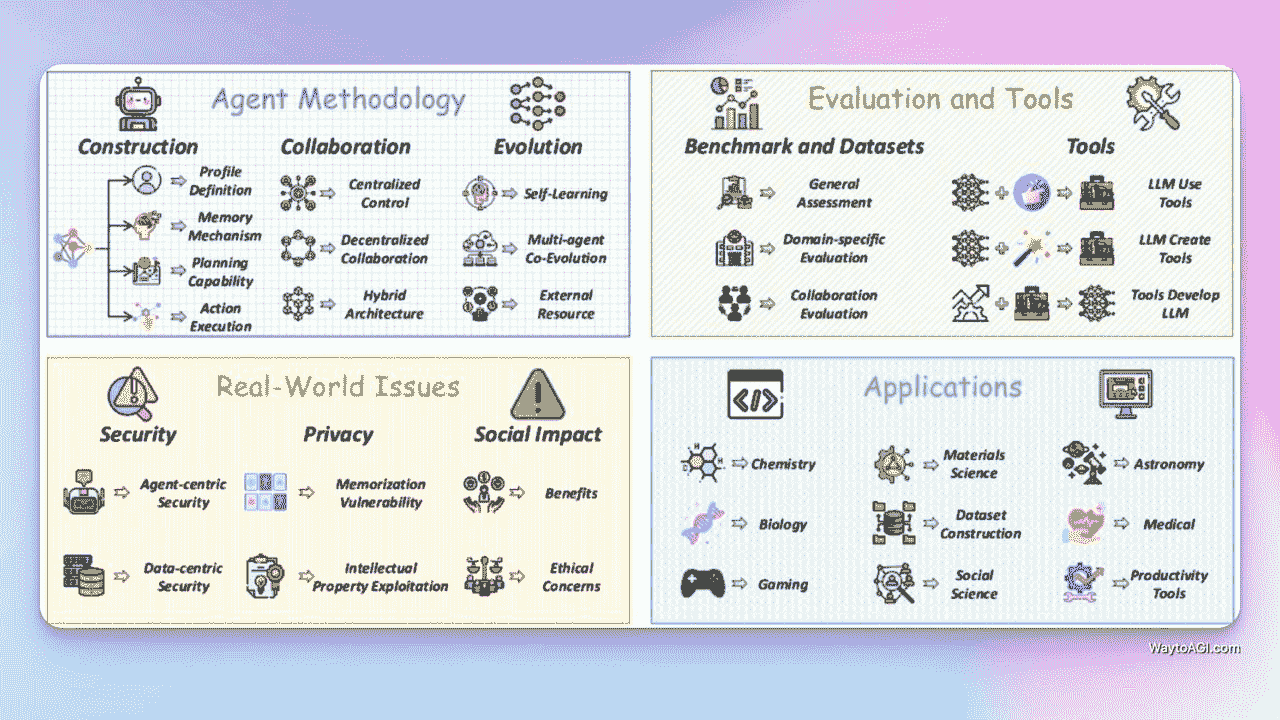 Agent Methodology
Construction
Profile
Definition
Memory
Mechanism
Planning
Capability
Action
Execution
Collaboration
Centralized
Control
Decentralized
Collaboration
Hybrid
Architecture
Evolution
Self-Learning
Multi-agent
Co-Evolution
External
Resource
Evaluation and Tools
Benchmark and Datasets
General
Assessment
Domain-specific
Evaluation
Collaboration
Evaluation
Tools
LLM Use
Tools
LLM Create
Tools
Tools Develop
LLM
Real-World Issues
Security
Agent-centric
Security
Data-centric
Security
Privacy
Memorization
Vulnerability
Intellectual
Property Exploitation
Social Impact
Benefits
Ethical
Concerns
Applications
Chemistry
Biology
Gaming
Materials
Science
Dataset
Construction
Social
Science
Astronomy
Medical
Productivity
Tools
WaytoAGI.com